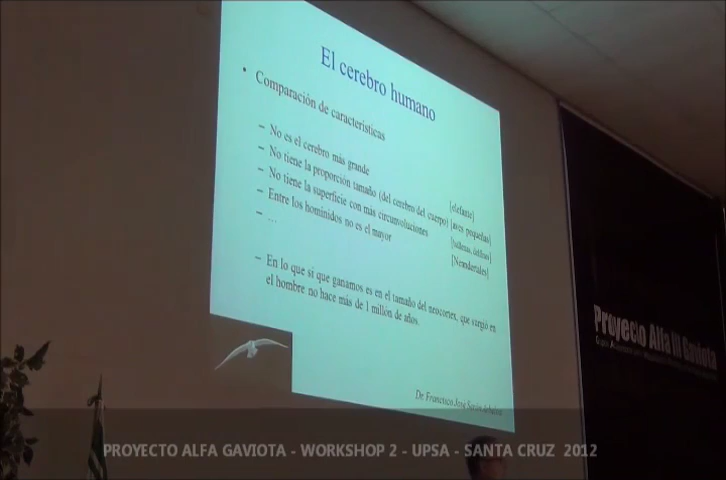 El cerebro humano
• Comparación de características
– No es el cerebro más grande [elefante]
– No tiene la proporción tamaño (del cerebro del cuerpo) [aves pequeñas]
– No tiene la superficie con más circunvoluciones
– Entre los homínidos no es el mayor [Neandertales]
– ...
– En lo que sí que ganamos es en el tamaño del neocortex, que surgió en
el hombre no hace más de 1 millón de años.
Dr. Francisco José
Proyecto Alfa III Gaviota
PROYECTO ALFA GAVIOTA - WORKSHOP 2 - UPSA - SANTA CRUZ 2012